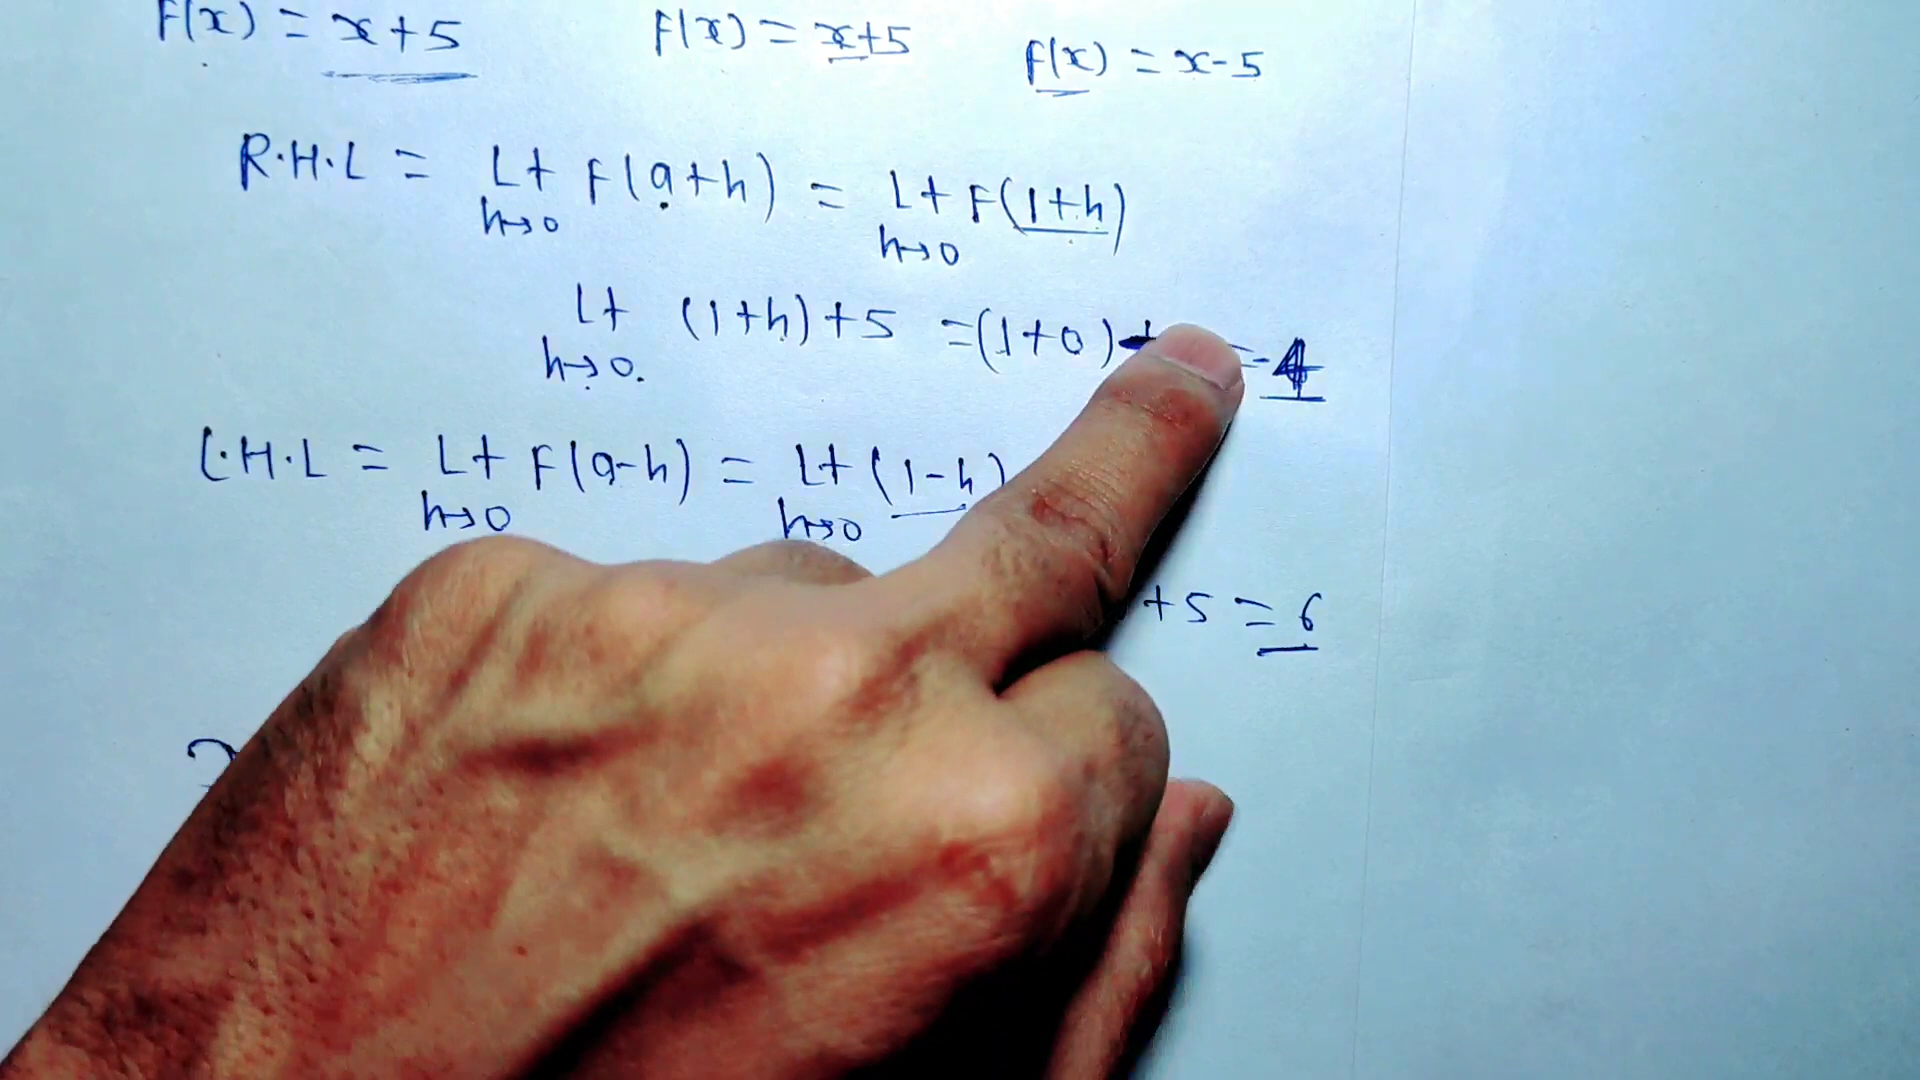 F(x) = x+5 F(x) = x+5 F(x) = x-5
R.H.L = Lt F(a+h) = Lt F(1+h)
h→0 h→0
Lt (1+h)+5 =(1+0) = -4
h→0.
L.H.L = Lt F(a-h) = Lt (1-h)
h→0 h→0
+5 = 6